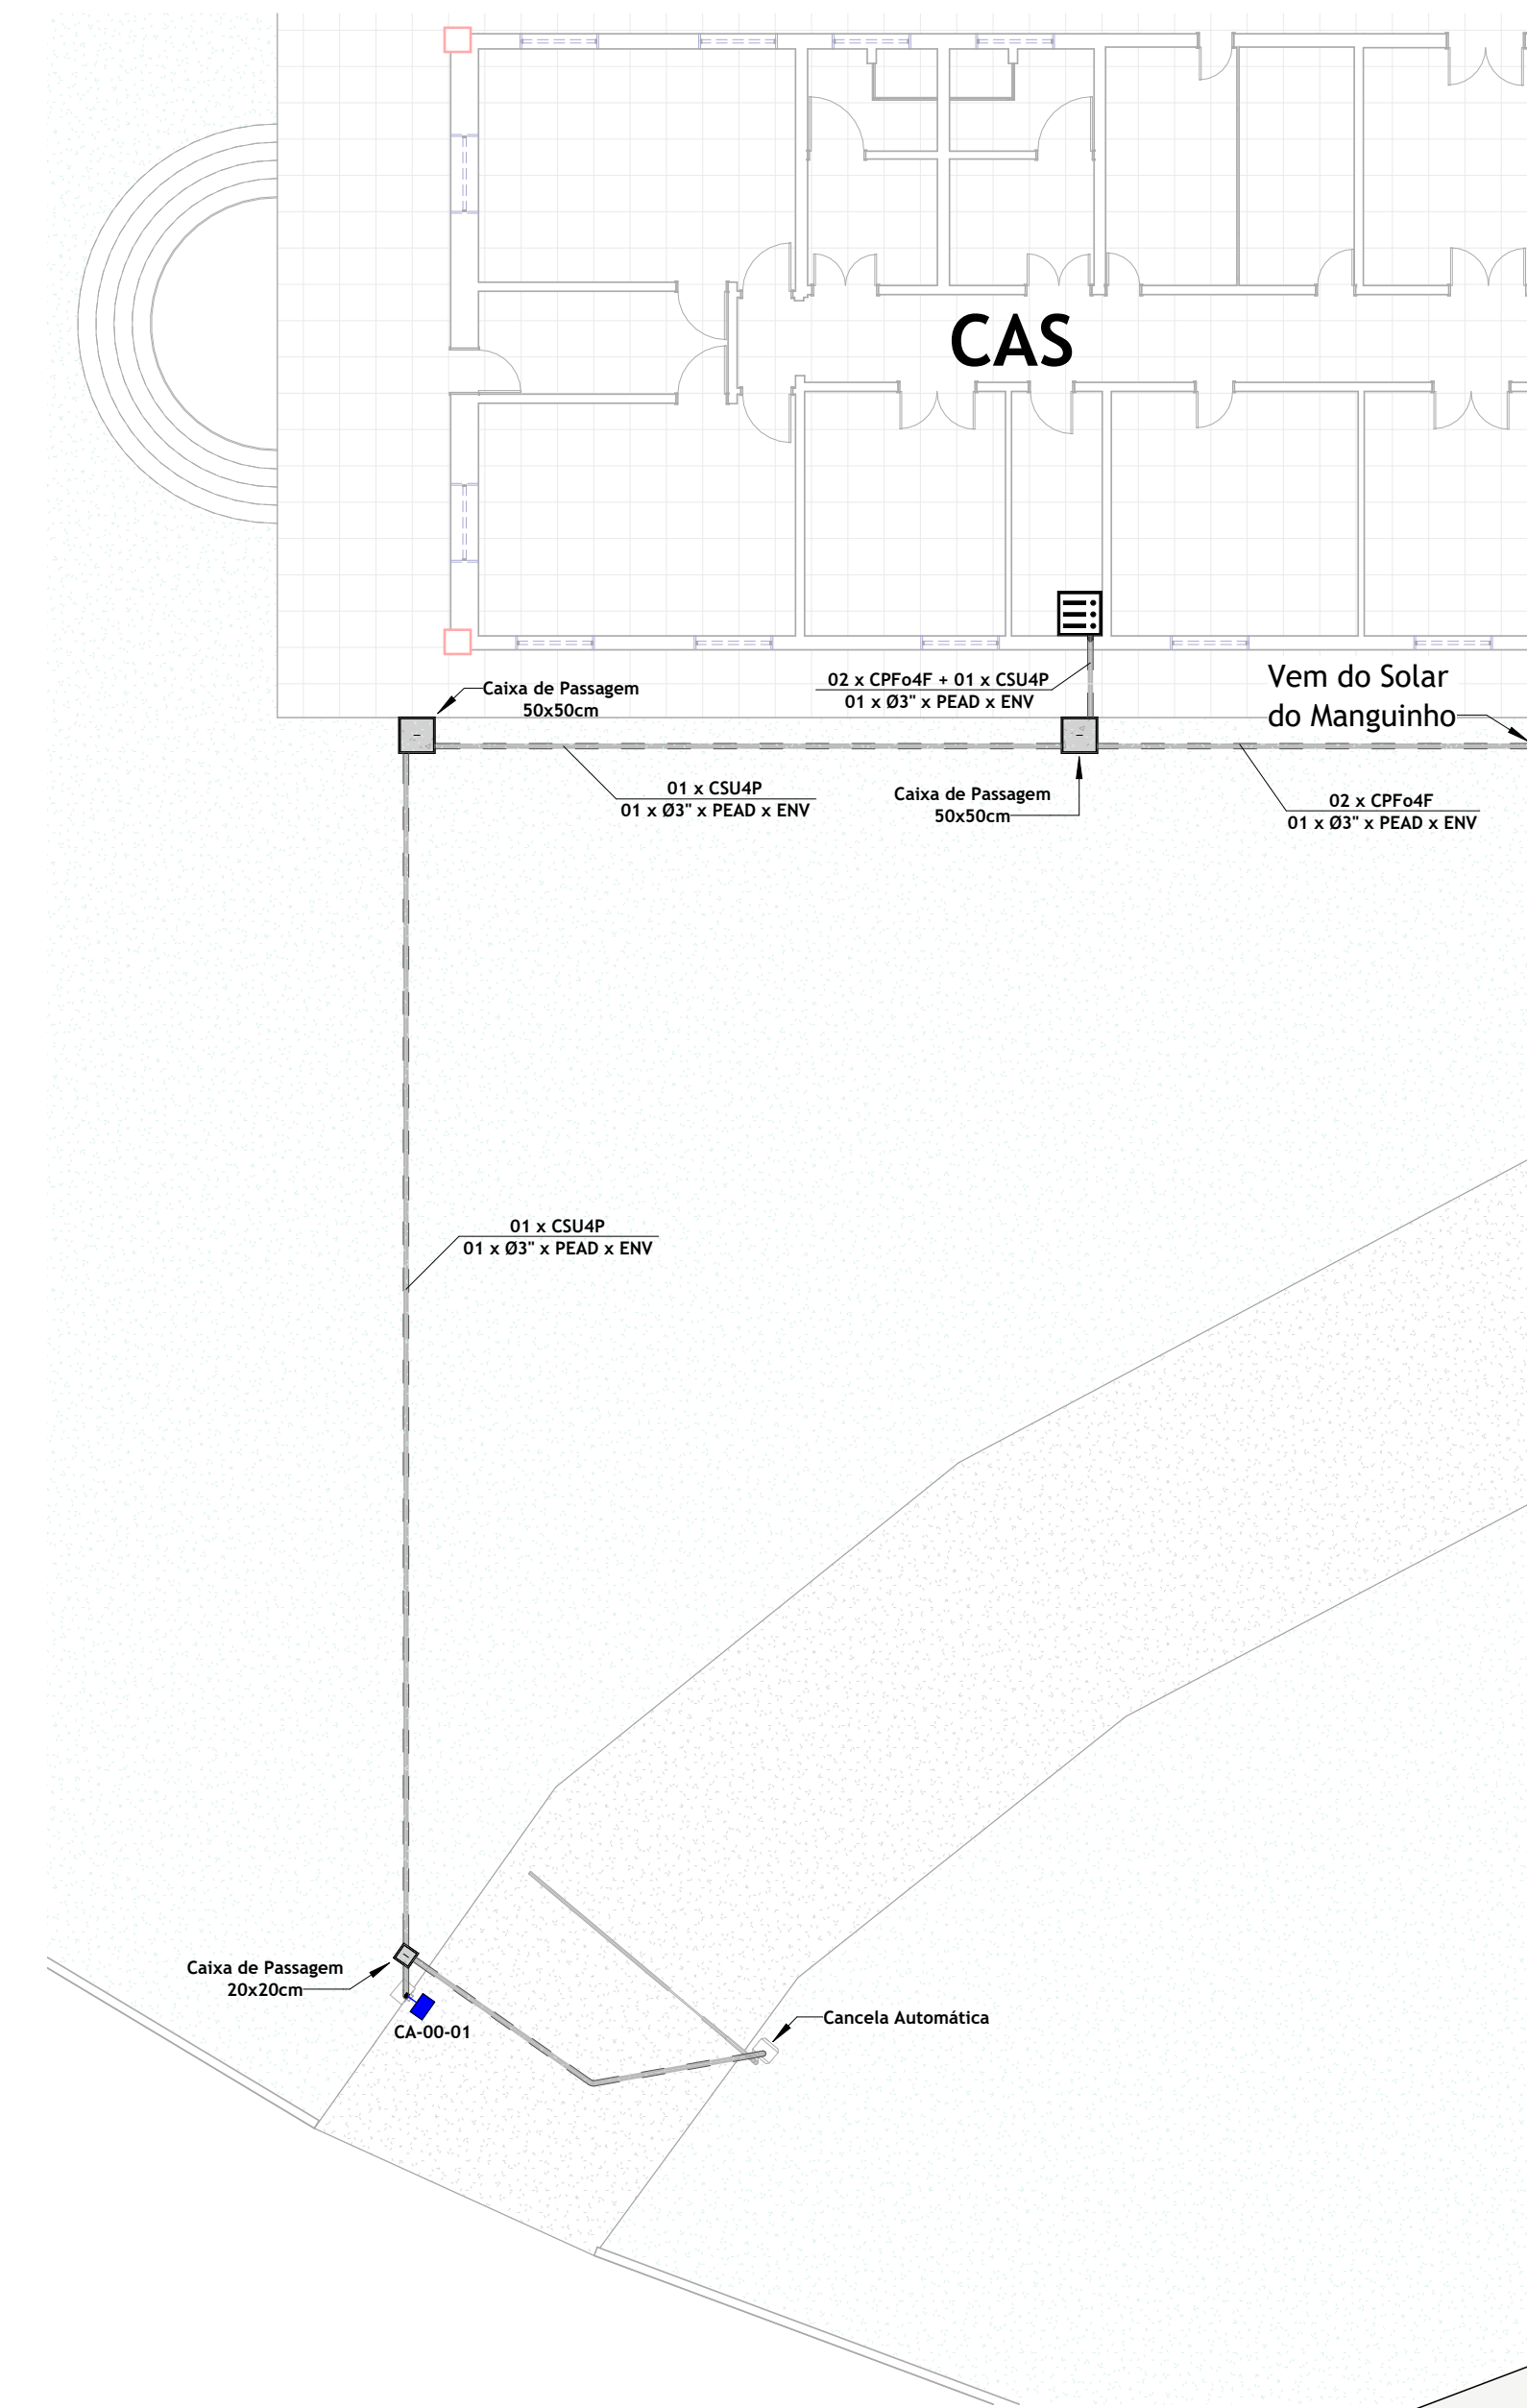 CAS
Vem do Solar
do Manguinho
02 x CPFo4F + 01 x CSU4P
01 x Ø3" x PEAD x ENV
Caixa de Passagem
50x50cm
01 x CSU4P
01 x Ø3" x PEAD x ENV
Caixa de Passagem
50x50cm
02 x CPFo4F
01 x Ø3" x PEAD x ENV
01 x CSU4P
01 x Ø3" x PEAD x ENV
Caixa de Passagem
20x20cm
CA-00-01
Cancela Automática